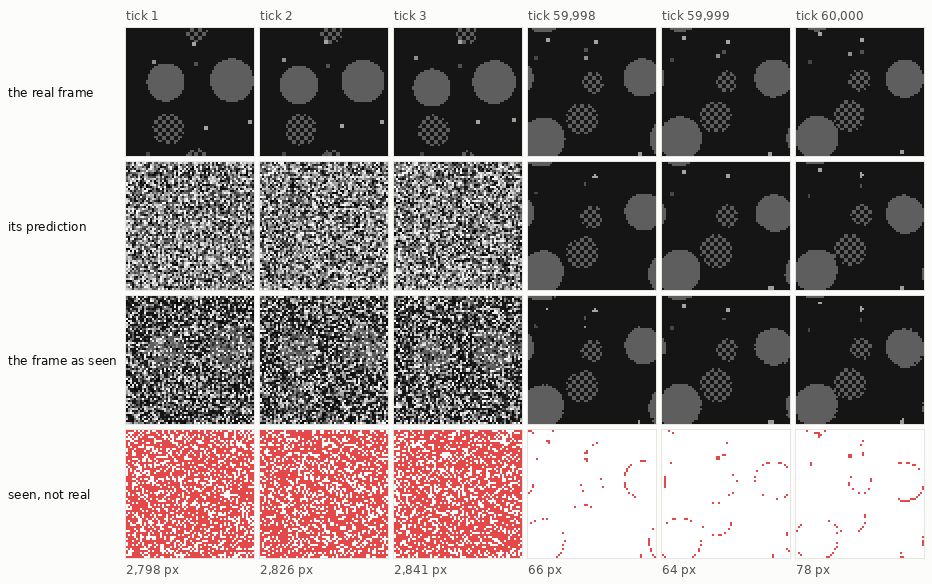 tick 1 tick 2 tick 3 tick 59,998 tick 59,999 tick 60,000
the real frame
its prediction
the frame as seen
seen, not real
2,798 px 2,826 px 2,841 px 66 px 64 px 78 px